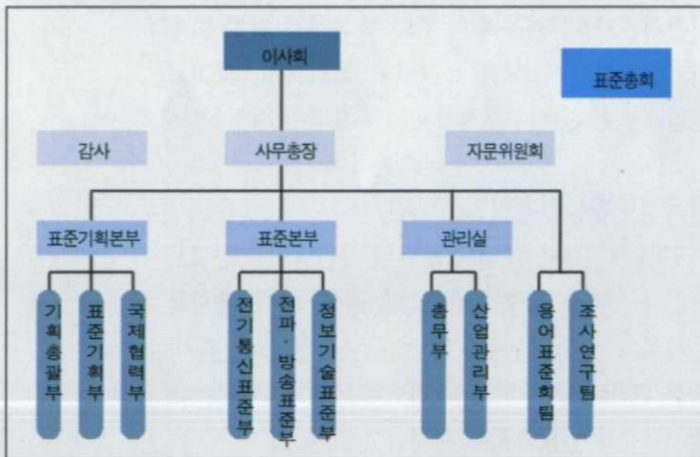 이사회
표준총회
감사
사무총장
자문위원회
표준기획본부
표준본부
관리실
기획총괄부
표준기획부
국제협력부
전기통신표준부
전파·방송표준부
정보기술표준부
총무부
산업관리부
용어표준화팀
조사연구팀